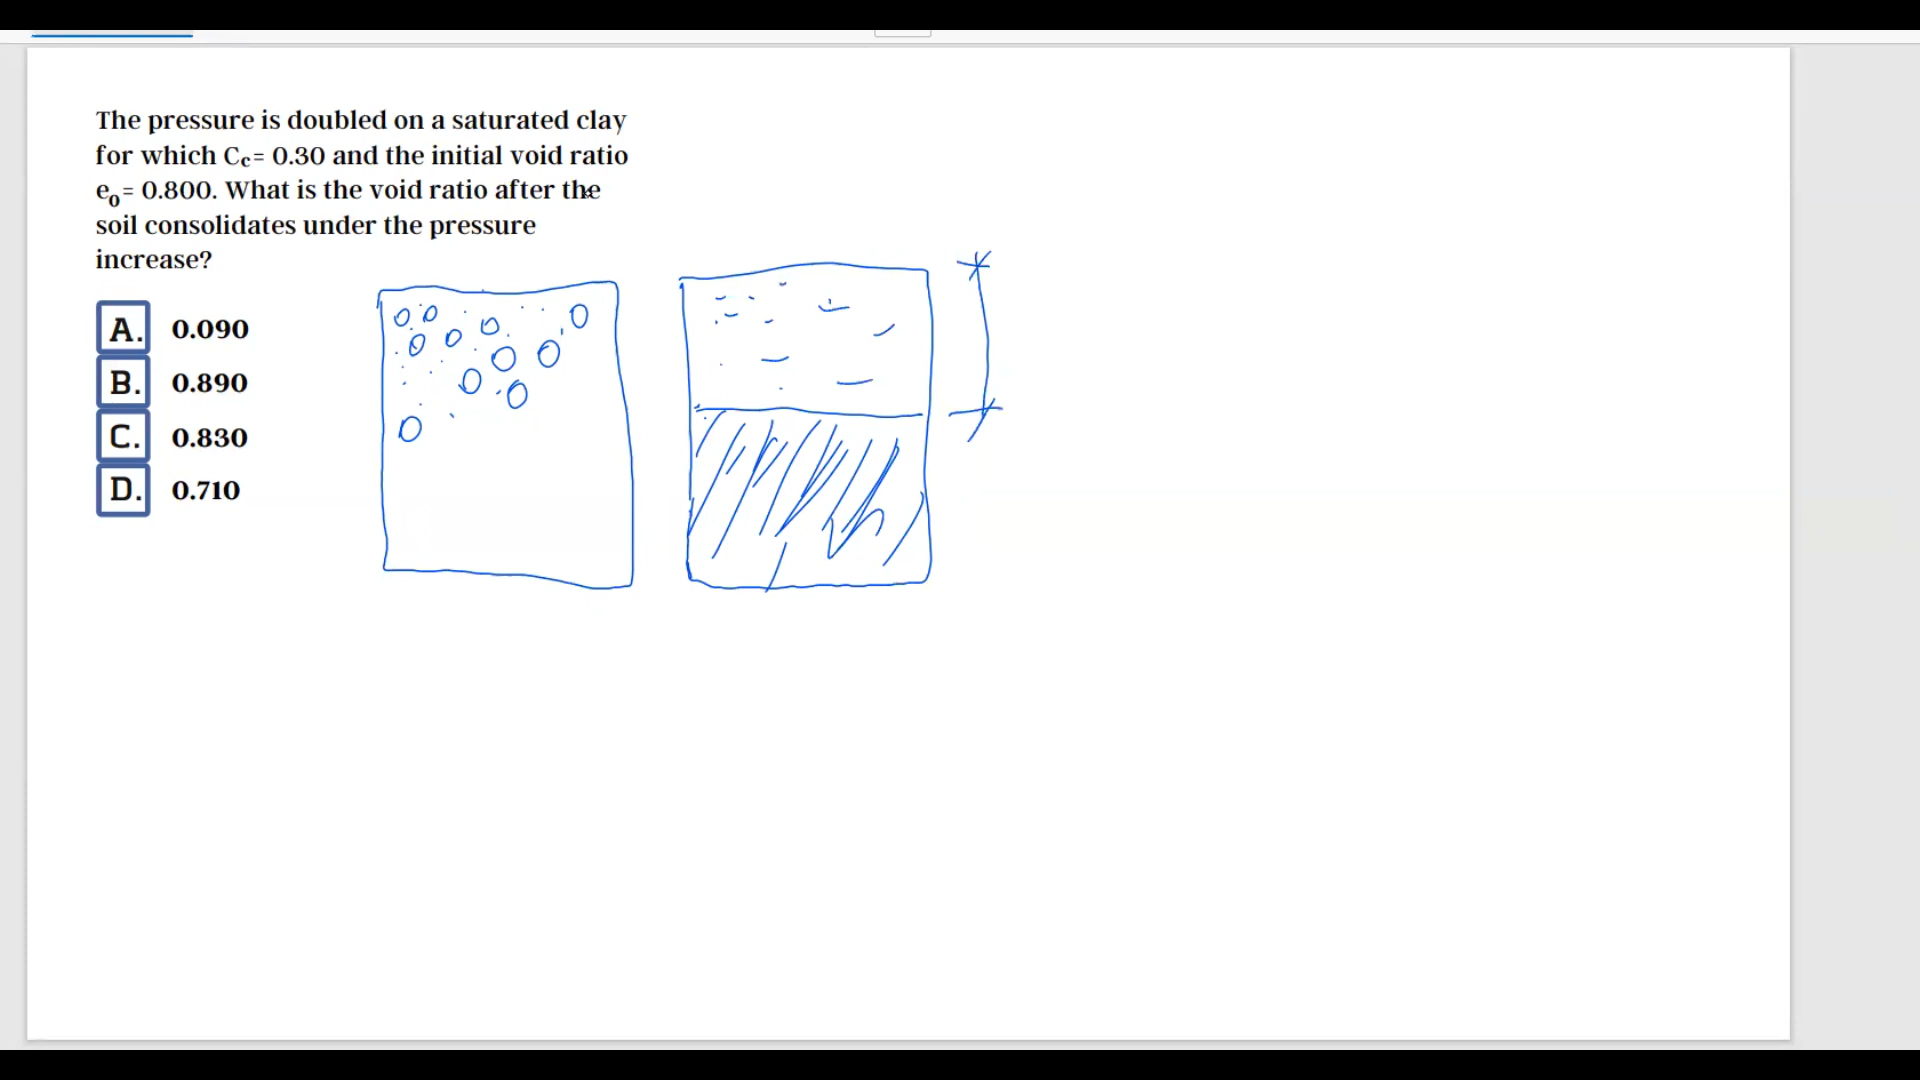 The pressure is doubled on a saturated clay
for which Cc= 0.30 and the initial void ratio
e0= 0.800. What is the void ratio after the
soil consolidates under the pressure
increase?
A. 0.090
B. 0.890
C. 0.830
D. 0.710